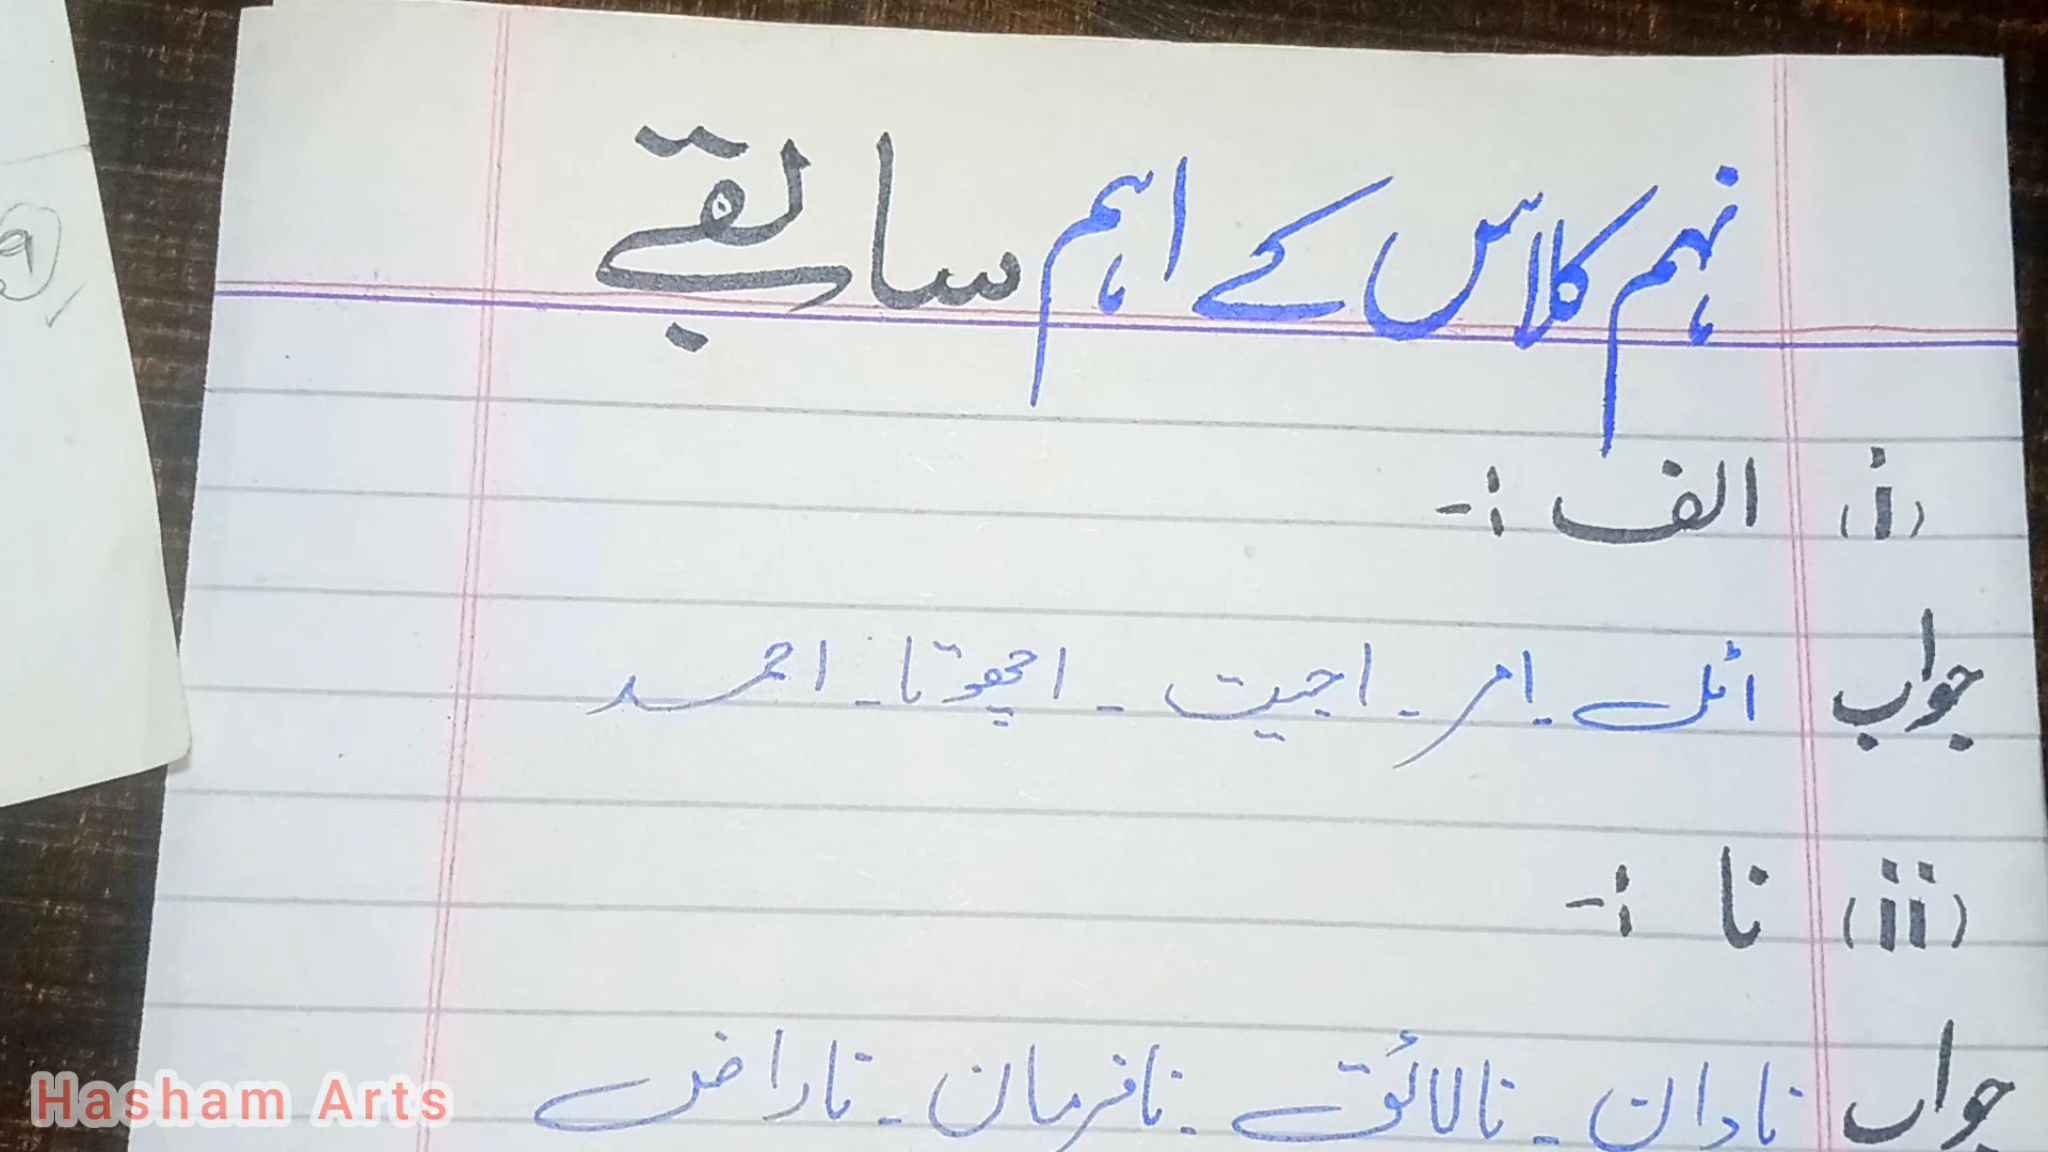 نہم کلاس کے اہم سابقے
(i) الف :-
جواب اٹل - امر - اجیت - اچھوتا - احمد
(ii) نا :-
جواب نادان - نالائق - نافرمان - ناراض
Hasham Arts